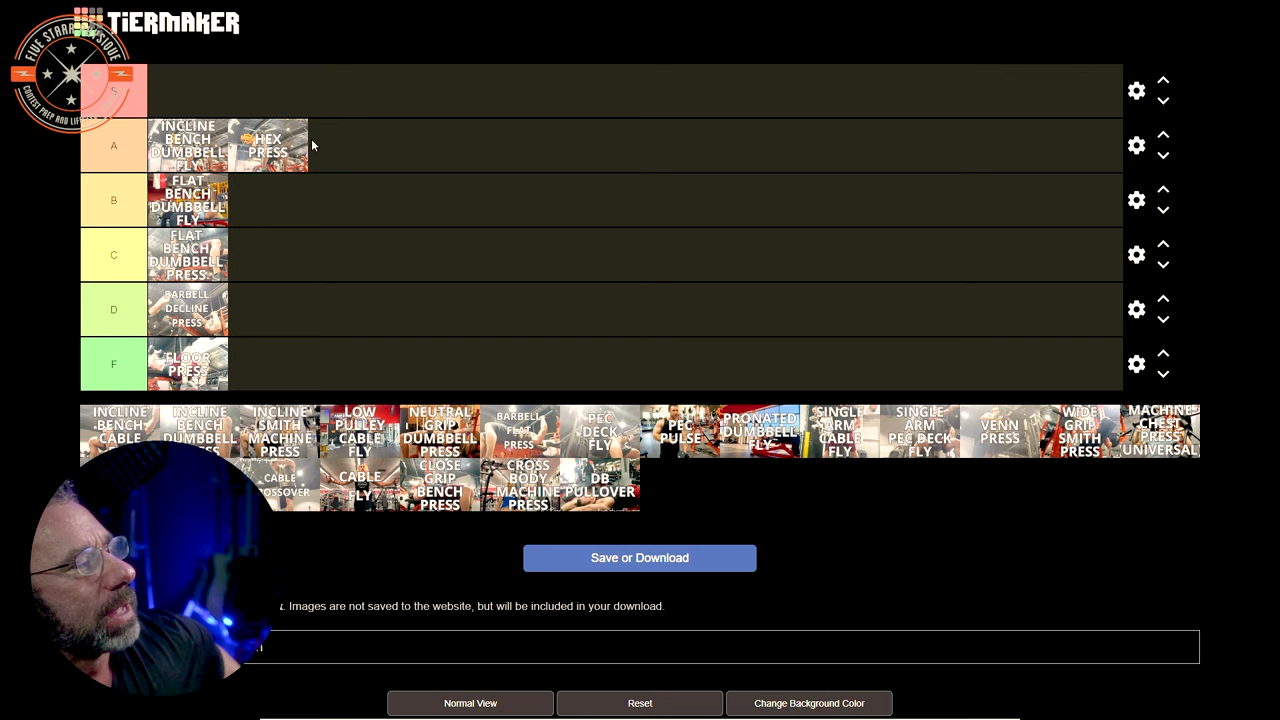 TiERMAKER
FIVE STARR PHYSIQUE
CONTEST PREP AND
S
A
INCLINE
BENCH
DUMBBELL
FLY
HEX
PRESS
B
FLAT
BENCH
DUMBBELL
FLY
C
FLAT
BENCH
DUMBBELL
PRESS
D
BARBELL
DECLINE
PRESS
F
FLOOR
PRESS
INCLINE
BENCH
CABLE
INCLINE
BENCH
DUMBBELL
INCLINE
SMITH
MACHINE
PRESS
LOW
PULLEY
CABLE
FLY
NEUTRAL
GRIP
DUMBBELL
PRESS
BARBELL
FLAT
PRESS
PEC
DECK
FLY
PEC
PULSE
PRONATED
DUMBBELL
FLY
SINGLE
ARM
CABLE
FLY
SINGLE
ARM
PEC DECK
FLY
VENN
PRESS
WIDE
GRIP
SMITH
PRESS
MACHINE
CHEST
PRESS
UNIVERSAL
CABLE
OSSOVER
CABLE
FLY
CLOSE
GRIP
BENCH
PRESS
CROSS
BODY
MACHINE
PRESS
DB
PULLOVER
Save or Download
. Images are not saved to the website, but will be included in your download.
Normal View
Reset
Change Background Color